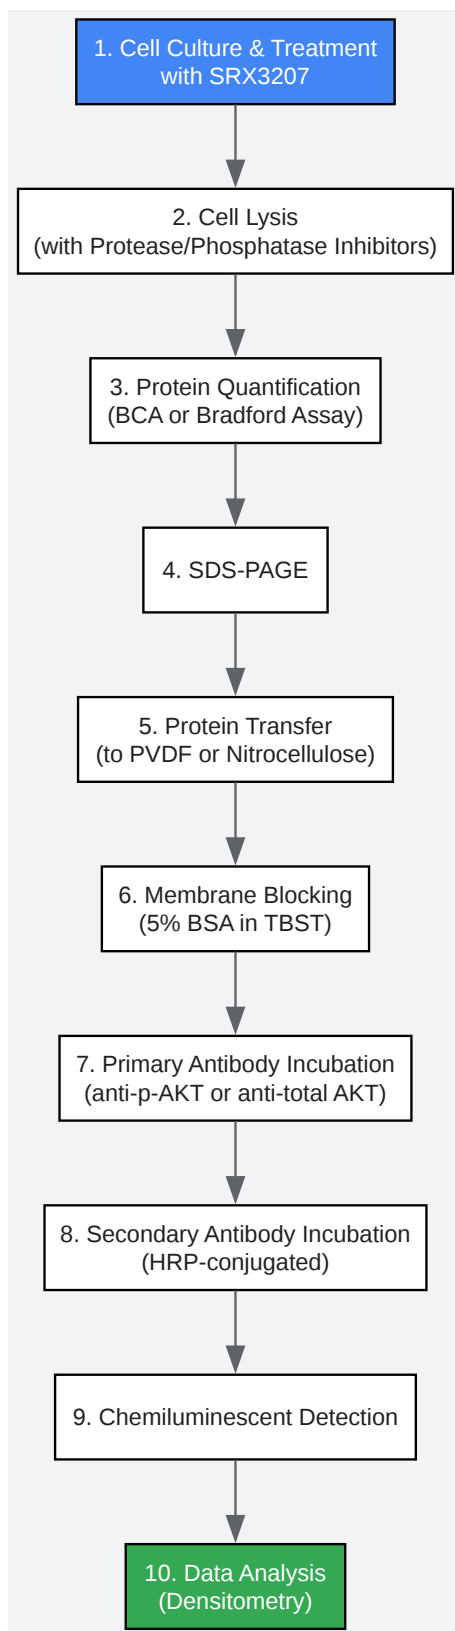 1. Cell Culture & Treatment
with SRX3207
2. Cell Lysis
(with Protease/Phosphatase Inhibitors)
3. Protein Quantification
(BCA or Bradford Assay)
4. SDS-PAGE
5. Protein Transfer
(to PVDF or Nitrocellulose)
6. Membrane Blocking
(5% BSA in TBST)
7. Primary Antibody Incubation
(anti-p-AKT or anti-total AKT)
8. Secondary Antibody Incubation
(HRP-conjugated)
9. Chemiluminescent Detection
10. Data Analysis
(Densitometry)